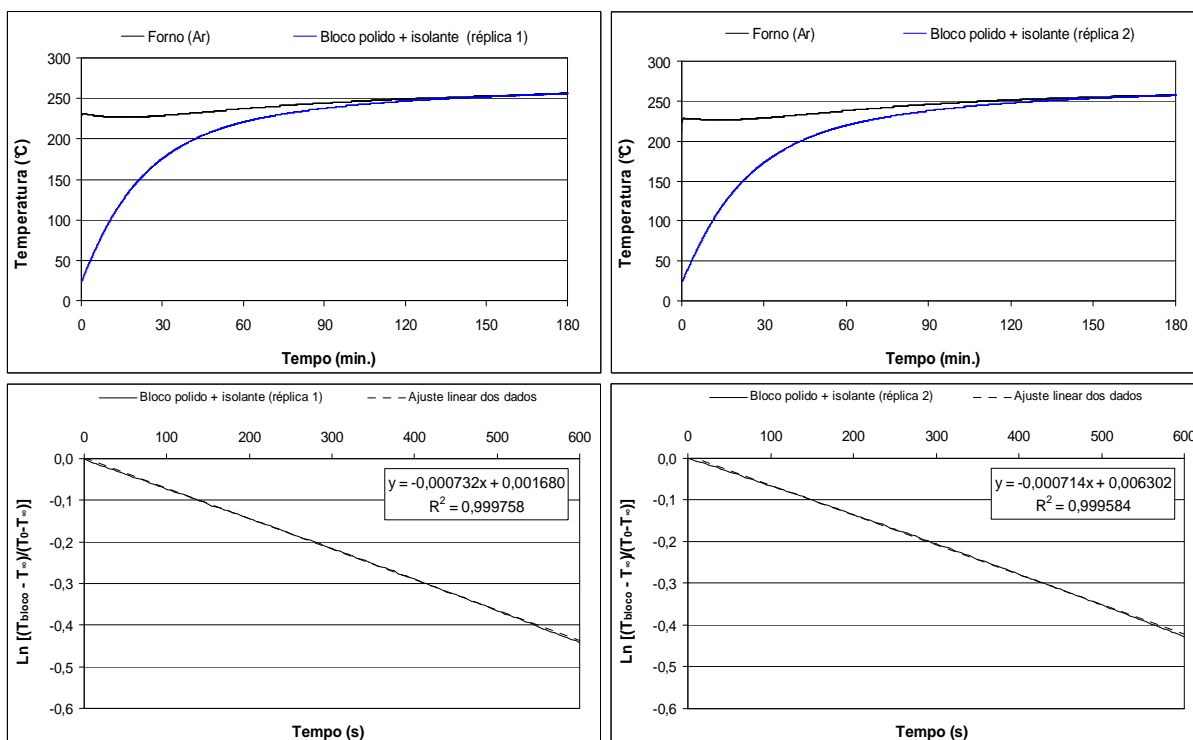 Forno (Ar) Bloco polido + isolante (réplica 1)
300
250
200
150
100
50
0
0 30 60 90 120 150 180
Temperatura (°C)
Tempo (min.)
Forno (Ar) Bloco polido + isolante (réplica 2)
300
250
200
150
100
50
0
0 30 60 90 120 150 180
Temperatura (°C)
Tempo (min.)
Bloco polido + isolante (réplica 1) Ajuste linear dos dados
0 100 200 300 400 500 600
0,0
-0,1
-0,2
-0,3
-0,4
-0,5
-0,6
y = -0,000732x + 0,001680
R² = 0,999758
Ln [(Tbloco - T∞)/(T0-T∞)]
Tempo (s)
Bloco polido + isolante (réplica 2) Ajuste linear dos dados
0 100 200 300 400 500 600
0,0
-0,1
-0,2
-0,3
-0,4
-0,5
-0,6
y = -0,000714x + 0,006302
R² = 0,999584
Ln [(Tbloco - T∞)/(T0-T∞)]
Tempo (s)